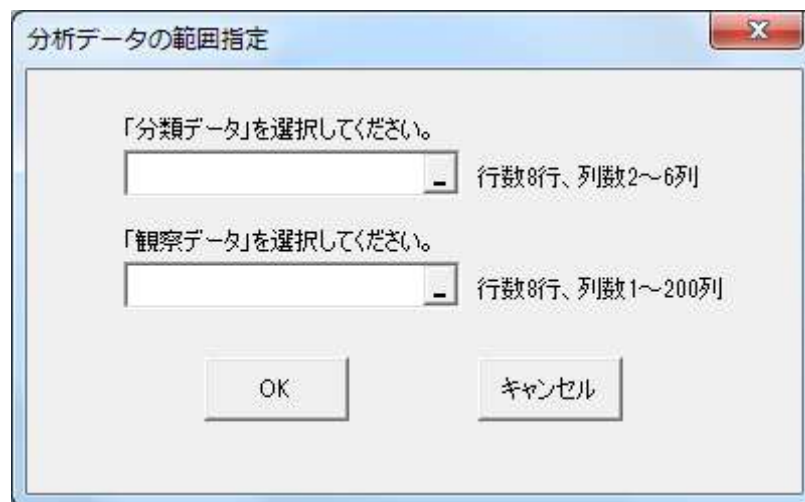 分析データの範囲指定
「分類データ」を選択してください。
行数8行、列数2～6列
「観察データ」を選択してください。
行数8行、列数1～200列
OK
キャンセル